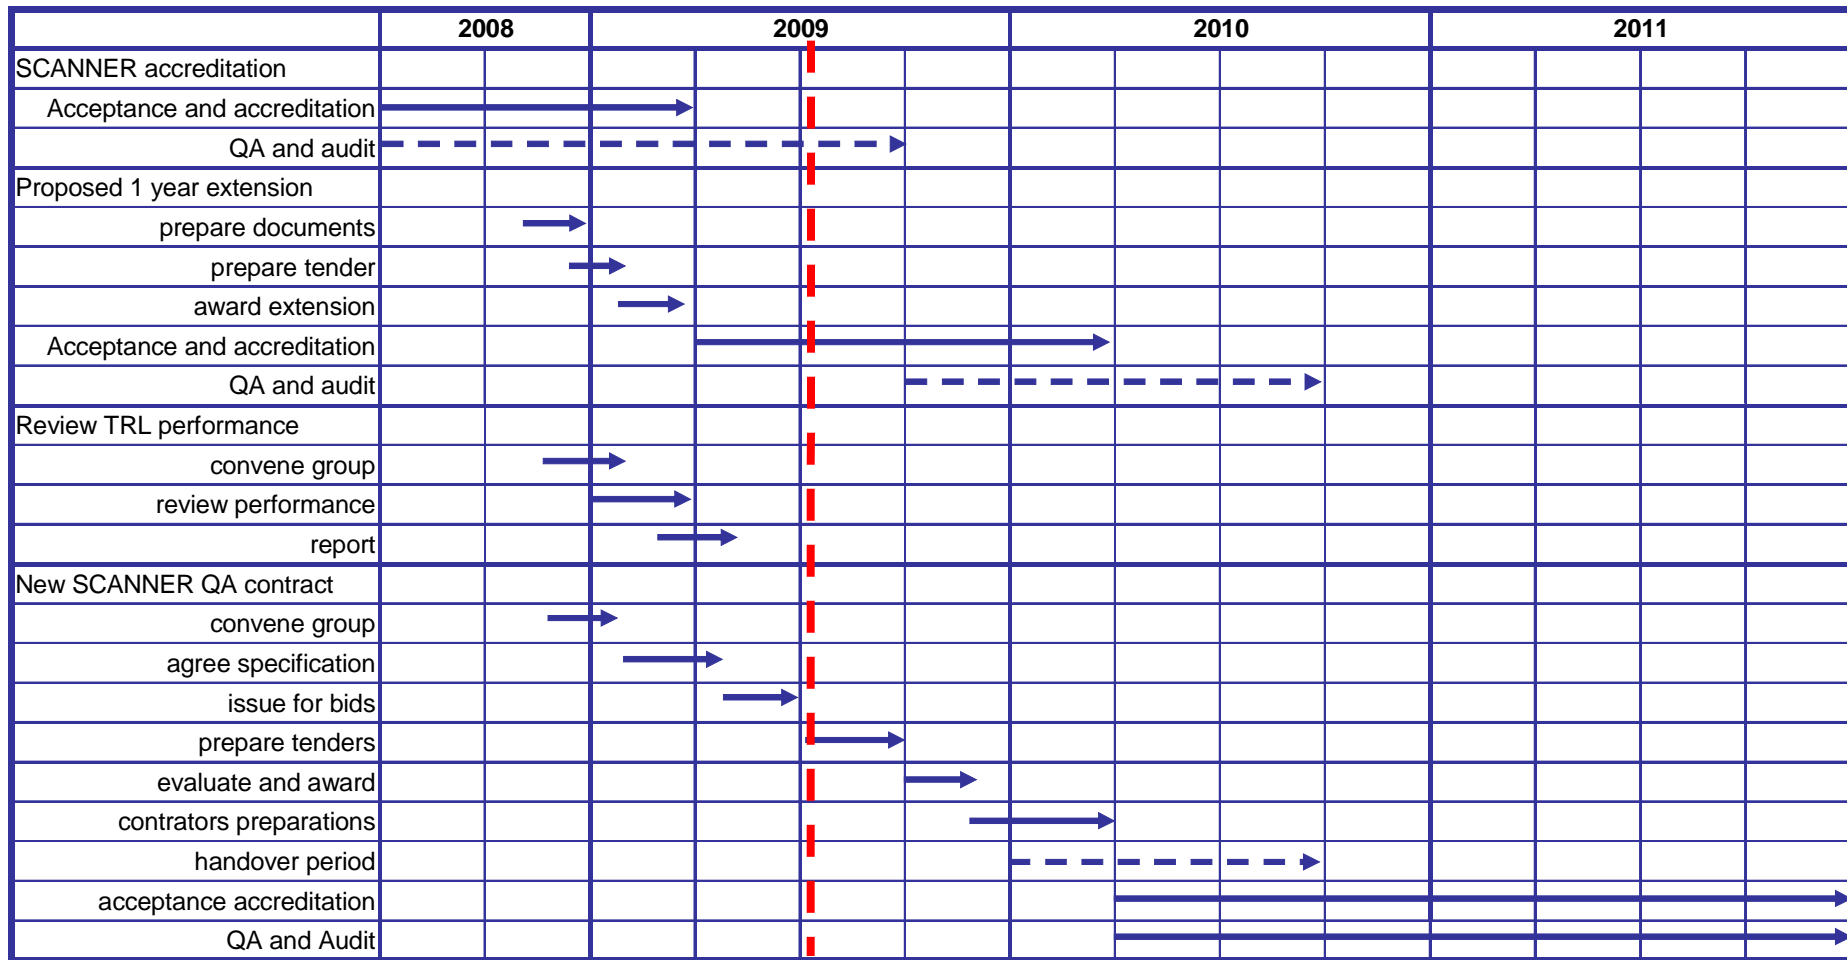 2008 2009 2010 2011
SCANNER accreditation
Acceptance and accreditation
QA and audit
Proposed 1 year extension
prepare documents
prepare tender
award extension
Acceptance and accreditation
QA and audit
Review TRL performance
convene group
review performance
report
New SCANNER QA contract
convene group
agree specification
issue for bids
prepare tenders
evaluate and award
contrators preparations
handover period
acceptance accreditation
QA and Audit